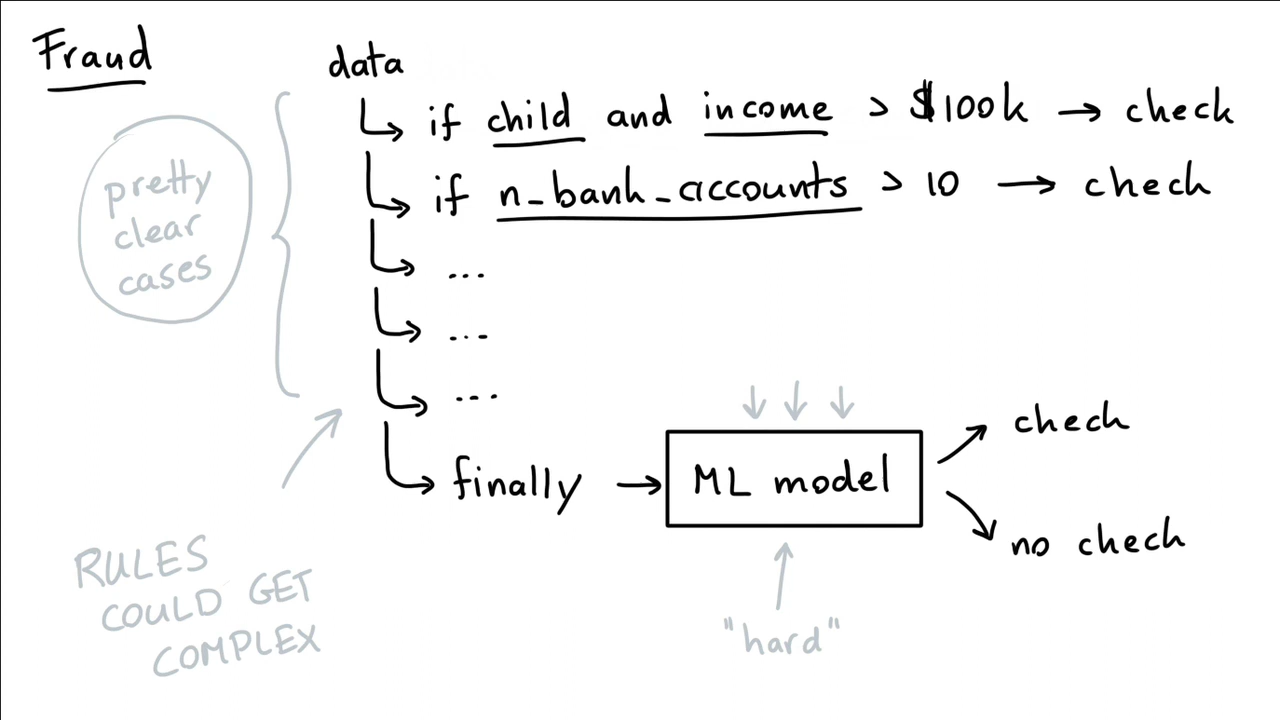 Fraud
data
if child and income > $100k → check
if n_bank_accounts > 10 → check
...
...
...
finally → ML model
check
no check
pretty
clear
cases
RULES
COULD GET
COMPLEX
"hard"